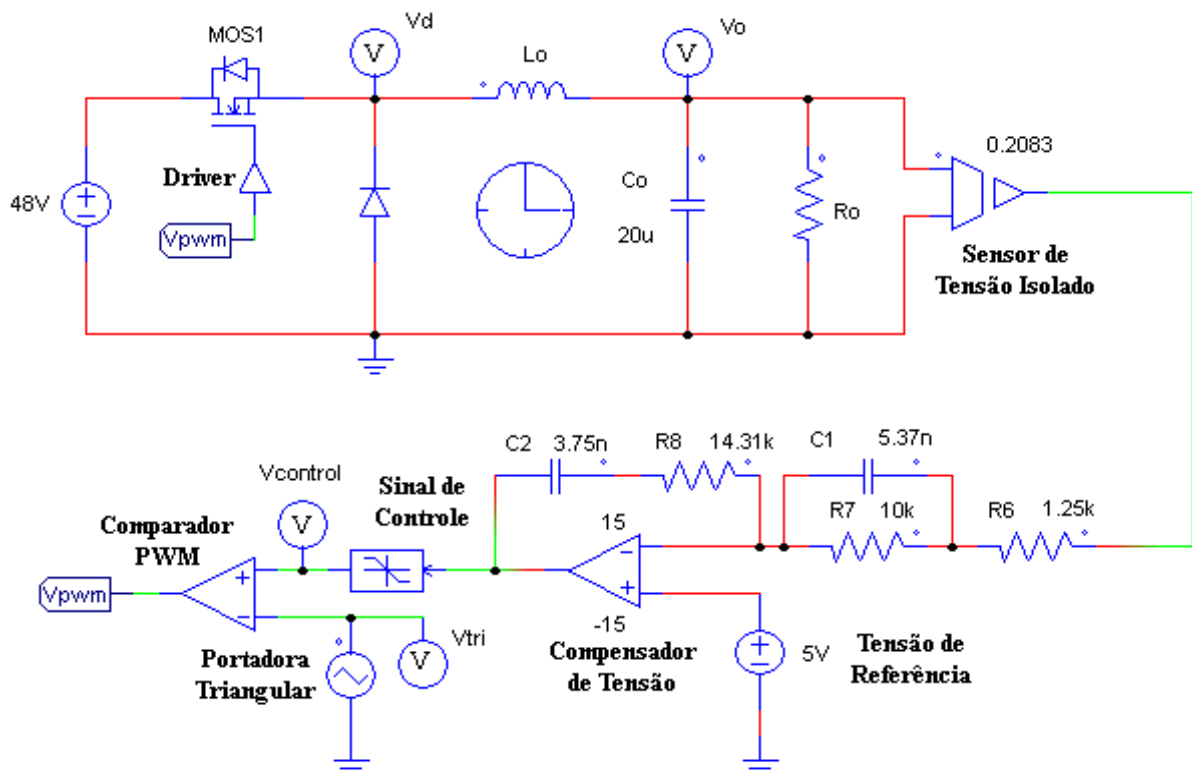 MOS1
Vd
V
Lo
Vo
V
0.2083
Driver
48V
Vpwm
Co
20u
Ro
Sensor de
Tensão Isolado
C2
3.75n
R8
14.31k
C1
5.37n
Vcontrol
V
Sinal de
Controle
R7
10k
R6
1.25k
Comparador
PWM
15
Vpwm
-15
Vtri
V
Portadora
Triangular
Compensador
de Tensão
5V
Tensão de
Referência